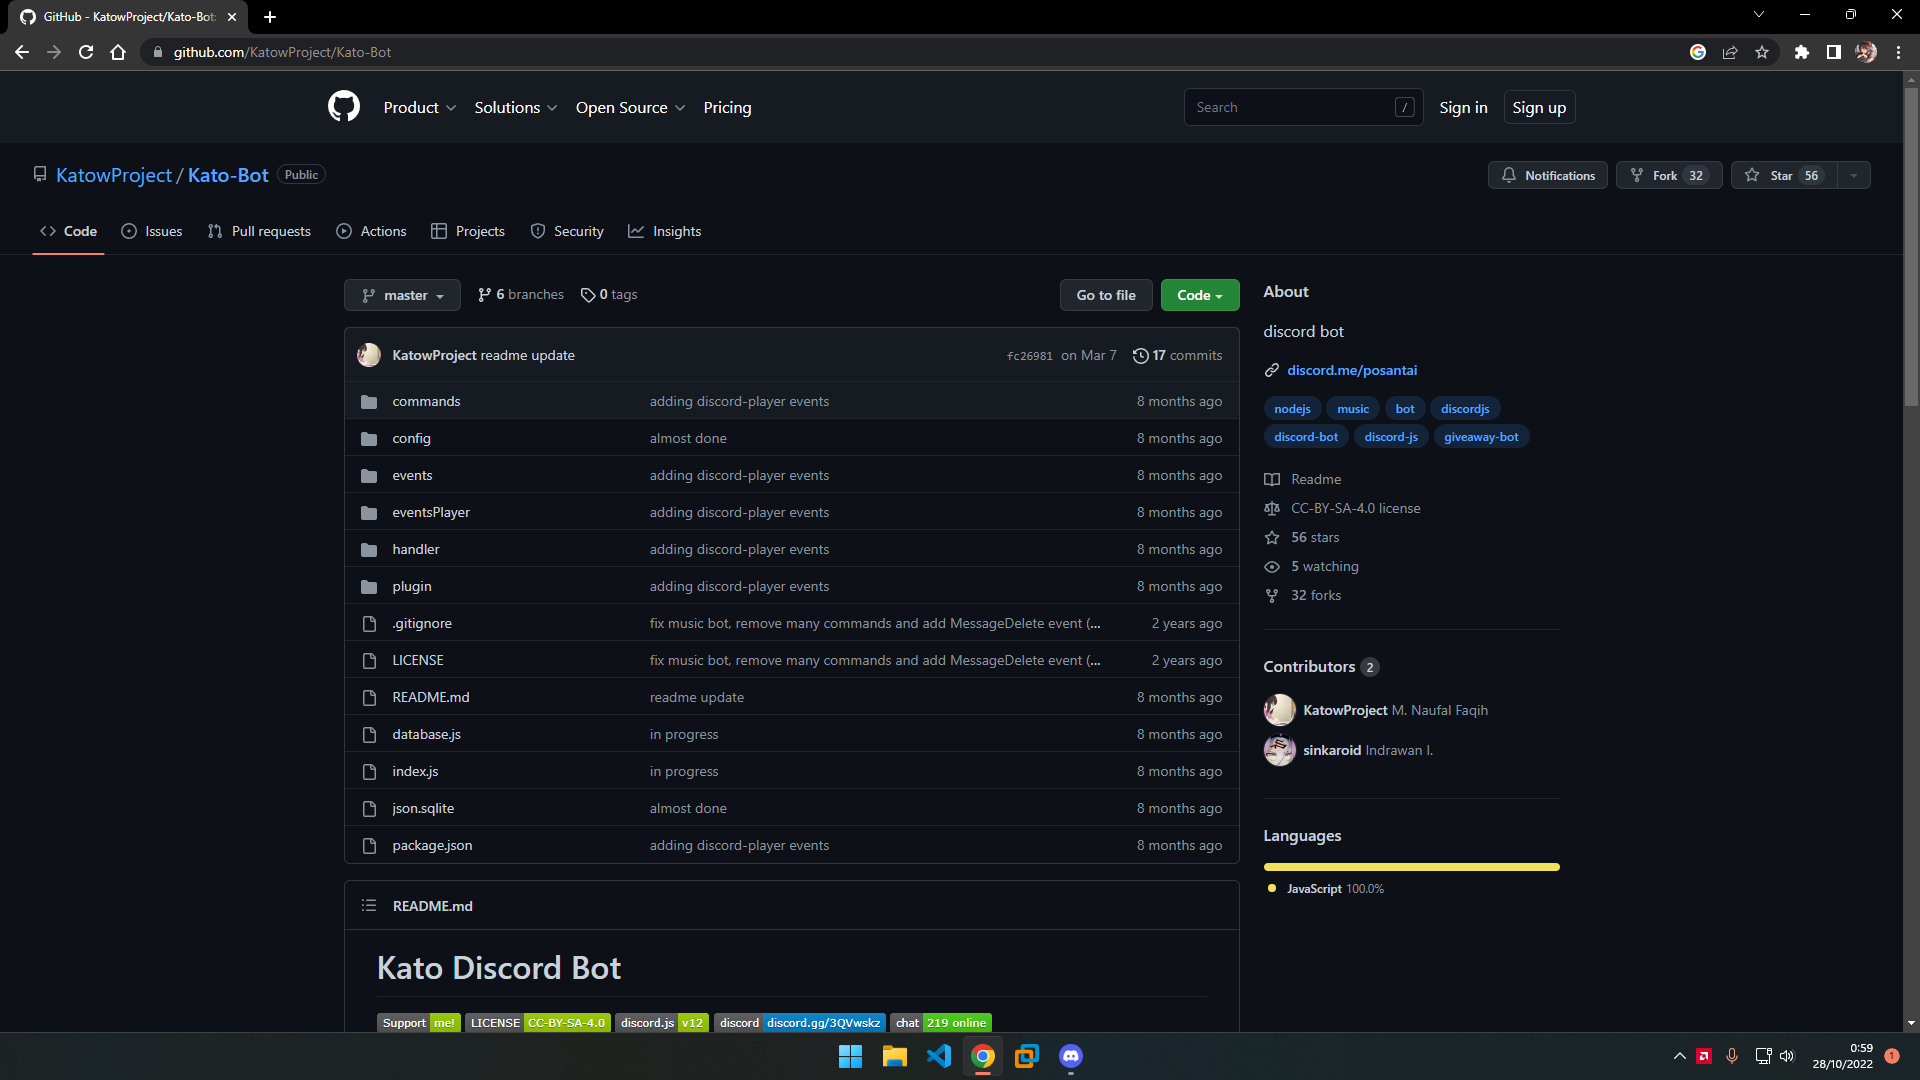 GitHub - KatowProject/Kato-Bot:
github.com/KatowProject/Kato-Bot
Product Solutions Open Source Pricing Search / Sign in Sign up
KatowProject / Kato-Bot Public Notifications Fork 32 Star 56
Code Issues Pull requests Actions Projects Security Insights
master 6 branches 0 tags Go to file Code
KatowProject readme update fc26981 on Mar 7 17 commits
commands adding discord-player events 8 months ago
config almost done 8 months ago
events adding discord-player events 8 months ago
eventsPlayer adding discord-player events 8 months ago
handler adding discord-player events 8 months ago
plugin adding discord-player events 8 months ago
.gitignore fix music bot, remove many commands and add MessageDelete event (... 2 years ago
LICENSE fix music bot, remove many commands and add MessageDelete event (... 2 years ago
README.md readme update 8 months ago
database.js in progress 8 months ago
index.js in progress 8 months ago
json.sqlite almost done 8 months ago
package.json adding discord-player events 8 months ago
README.md
Kato Discord Bot
Support me! LICENSE CC-BY-SA-4.0 discord.js v12 discord discord.gg/3QVwskz chat 219 online
About
discord bot
discord.me/posantai
nodejs music bot discordjs
discord-bot discord-js giveaway-bot
Readme
CC-BY-SA-4.0 license
56 stars
5 watching
32 forks
Contributors 2
KatowProject M. Naufal Faqih
sinkaroid Indrawan I.
Languages
JavaScript 100.0%
0:59
28/10/2022
1